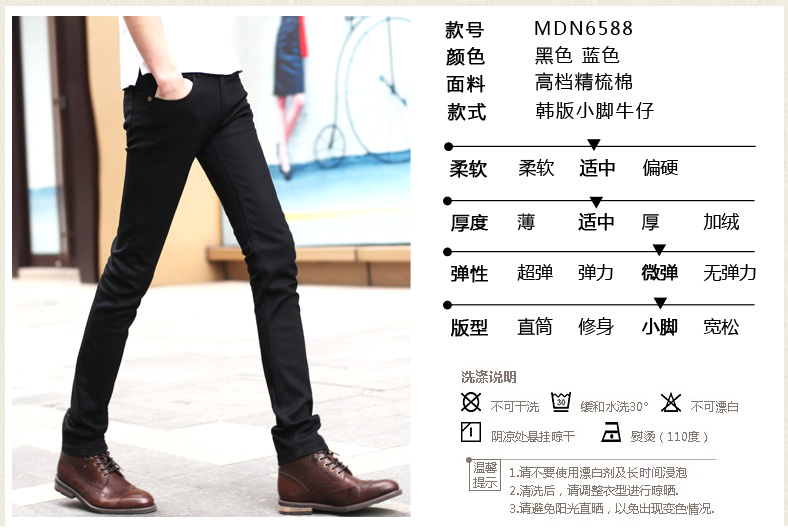 款号 MDN6588
颜色 黑色 蓝色
面料 高档精梳棉
款式 韩版小脚牛仔
柔软 柔软 适中 偏硬
厚度 薄 适中 厚 加绒
弹性 超弹 弹力 微弹 无弹力
版型 直筒 修身 小脚 宽松
洗涤说明
不可干洗 30 缓和水洗30° 不可漂白
阴凉处悬挂晾干 熨烫（110度）
温馨
提示
1.请不要使用漂白剂及长时间浸泡
2.清洗后，请调整衣型进行晾晒.
3.请避免阳光直晒，以免出现变色情况.